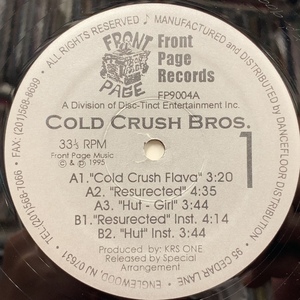 ALL RIGHTS RESERVED ♪ MANUFACTURED and DISTRIBUTED by DANCEFLOOR DISTRIBUTION • 95 CEDAR LANE • ENGLEWOOD, NJ 07631 • TEL(201)568-1066 • FAX: (201)568-8699 •
FRONT
PAGE
Front
Page
Records
FP9004A
A Division of Disc-Tinct Entertainment Inc.
COLD CRUSH BROS.
33⅓ RPM
Front Page Music
© & ℗ 1995
1
A1."Cold Crush Flava" 3:20
A2. "Resurected" 4:35
A3. "Hut - Girl" 3:44
B1."Resurected" Inst. 4:14
B2. "Hut" Inst. 3:44
Produced by: KRS ONE
Released by Special
Arrangement